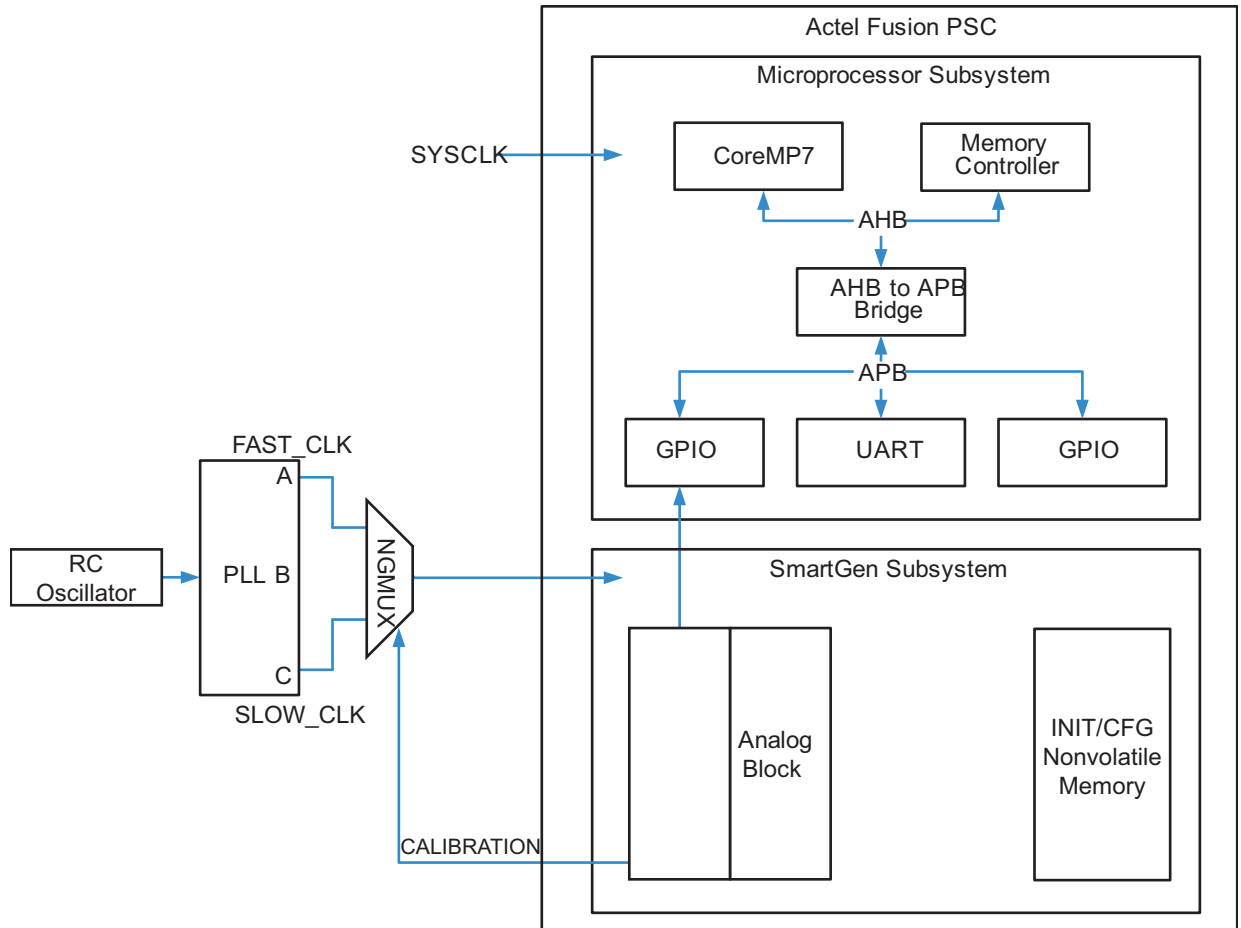 Actel Fusion PSC
Microprocessor Subsystem
SYSCLK
CoreMP7
Memory
Controller
AHB
AHB to APB
Bridge
APB
GPIO
UART
GPIO
FAST_CLK
A
RC
Oscillator
PLL B
NGMUX
C
SLOW_CLK
SmartGen Subsystem
Analog
Block
INIT/CFG
Nonvolatile
Memory
CALIBRATION